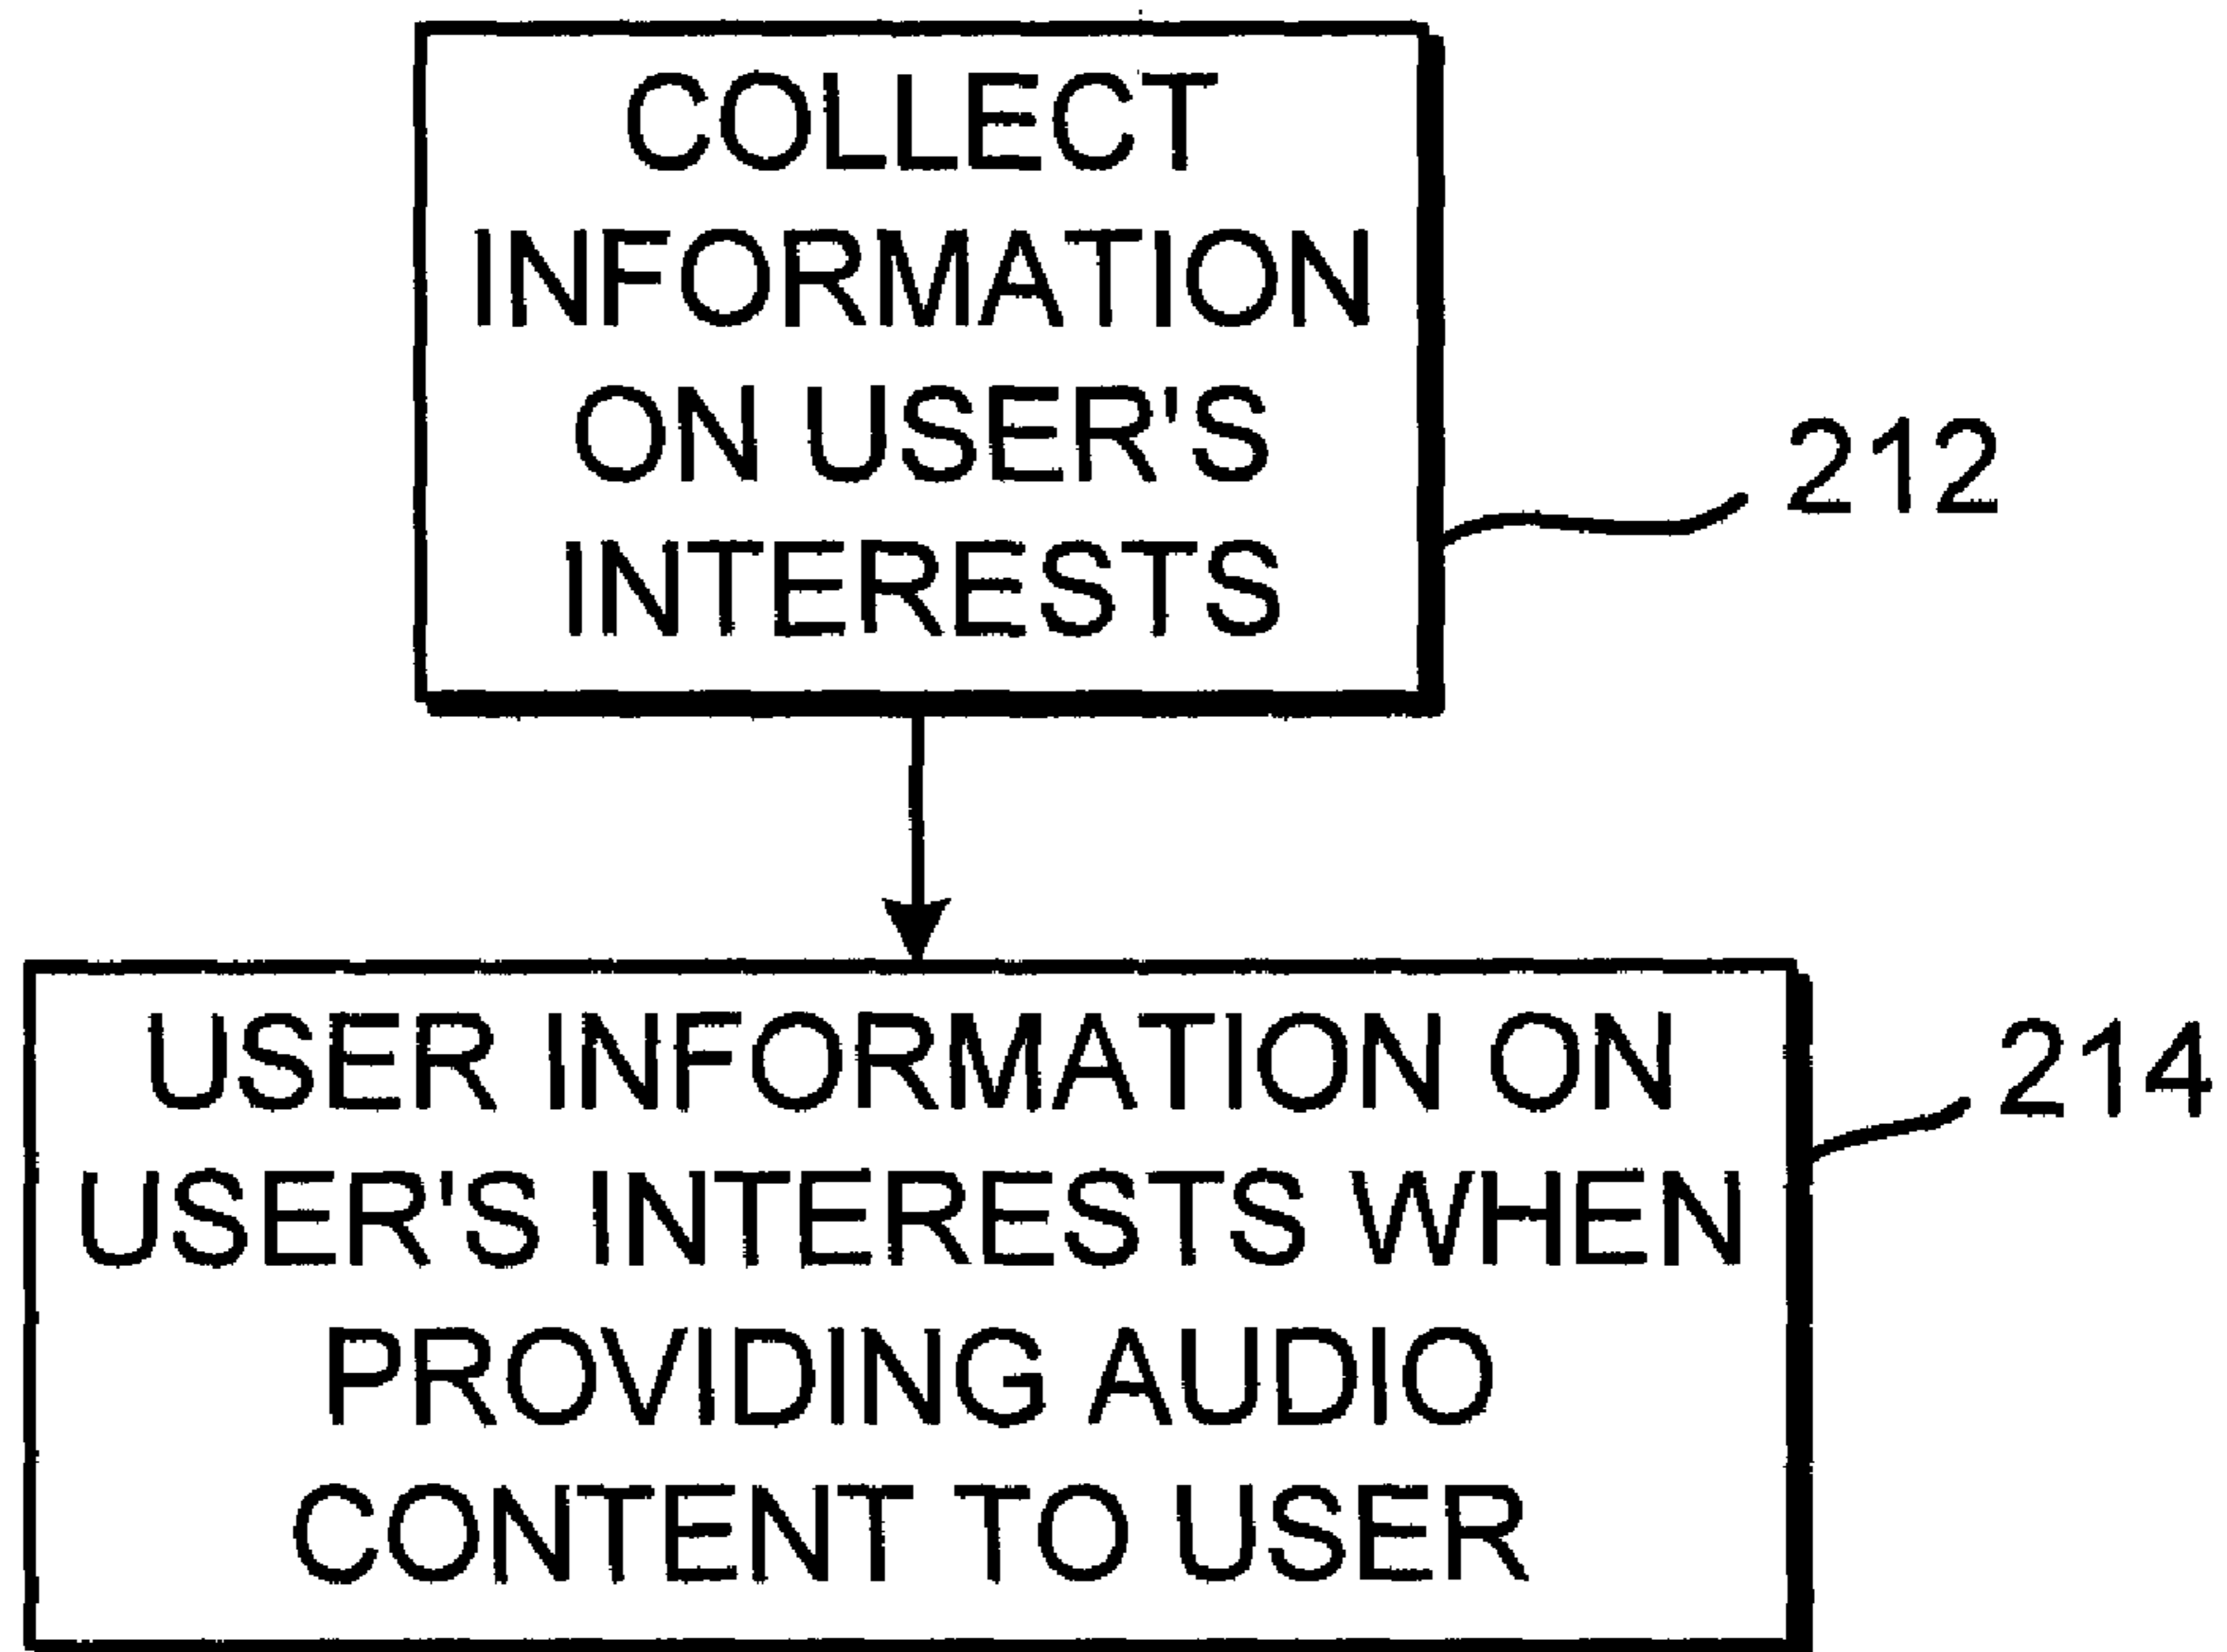 COLLECT
INFORMATION
ON USER'S
INTERESTS
212
USER INFORMATION ON
USER'S INTERESTS WHEN
PROVIDING AUDIO
CONTENT TO USER
214